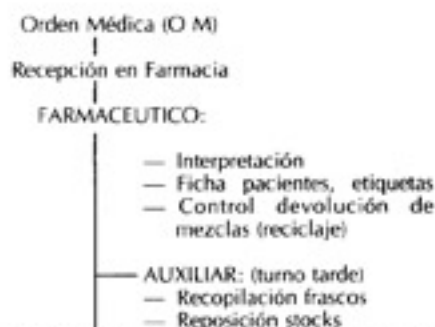 Orden Médica (O M)
Recepción en Farmacia
FARMACEUTICO:
— Interpretación
— Ficha pacientes, etiquetas
— Control devolución de
mezclas (reciclaje)
AUXILIAR: (turno tarde)
— Recopilación frascos
— Reposición stocks